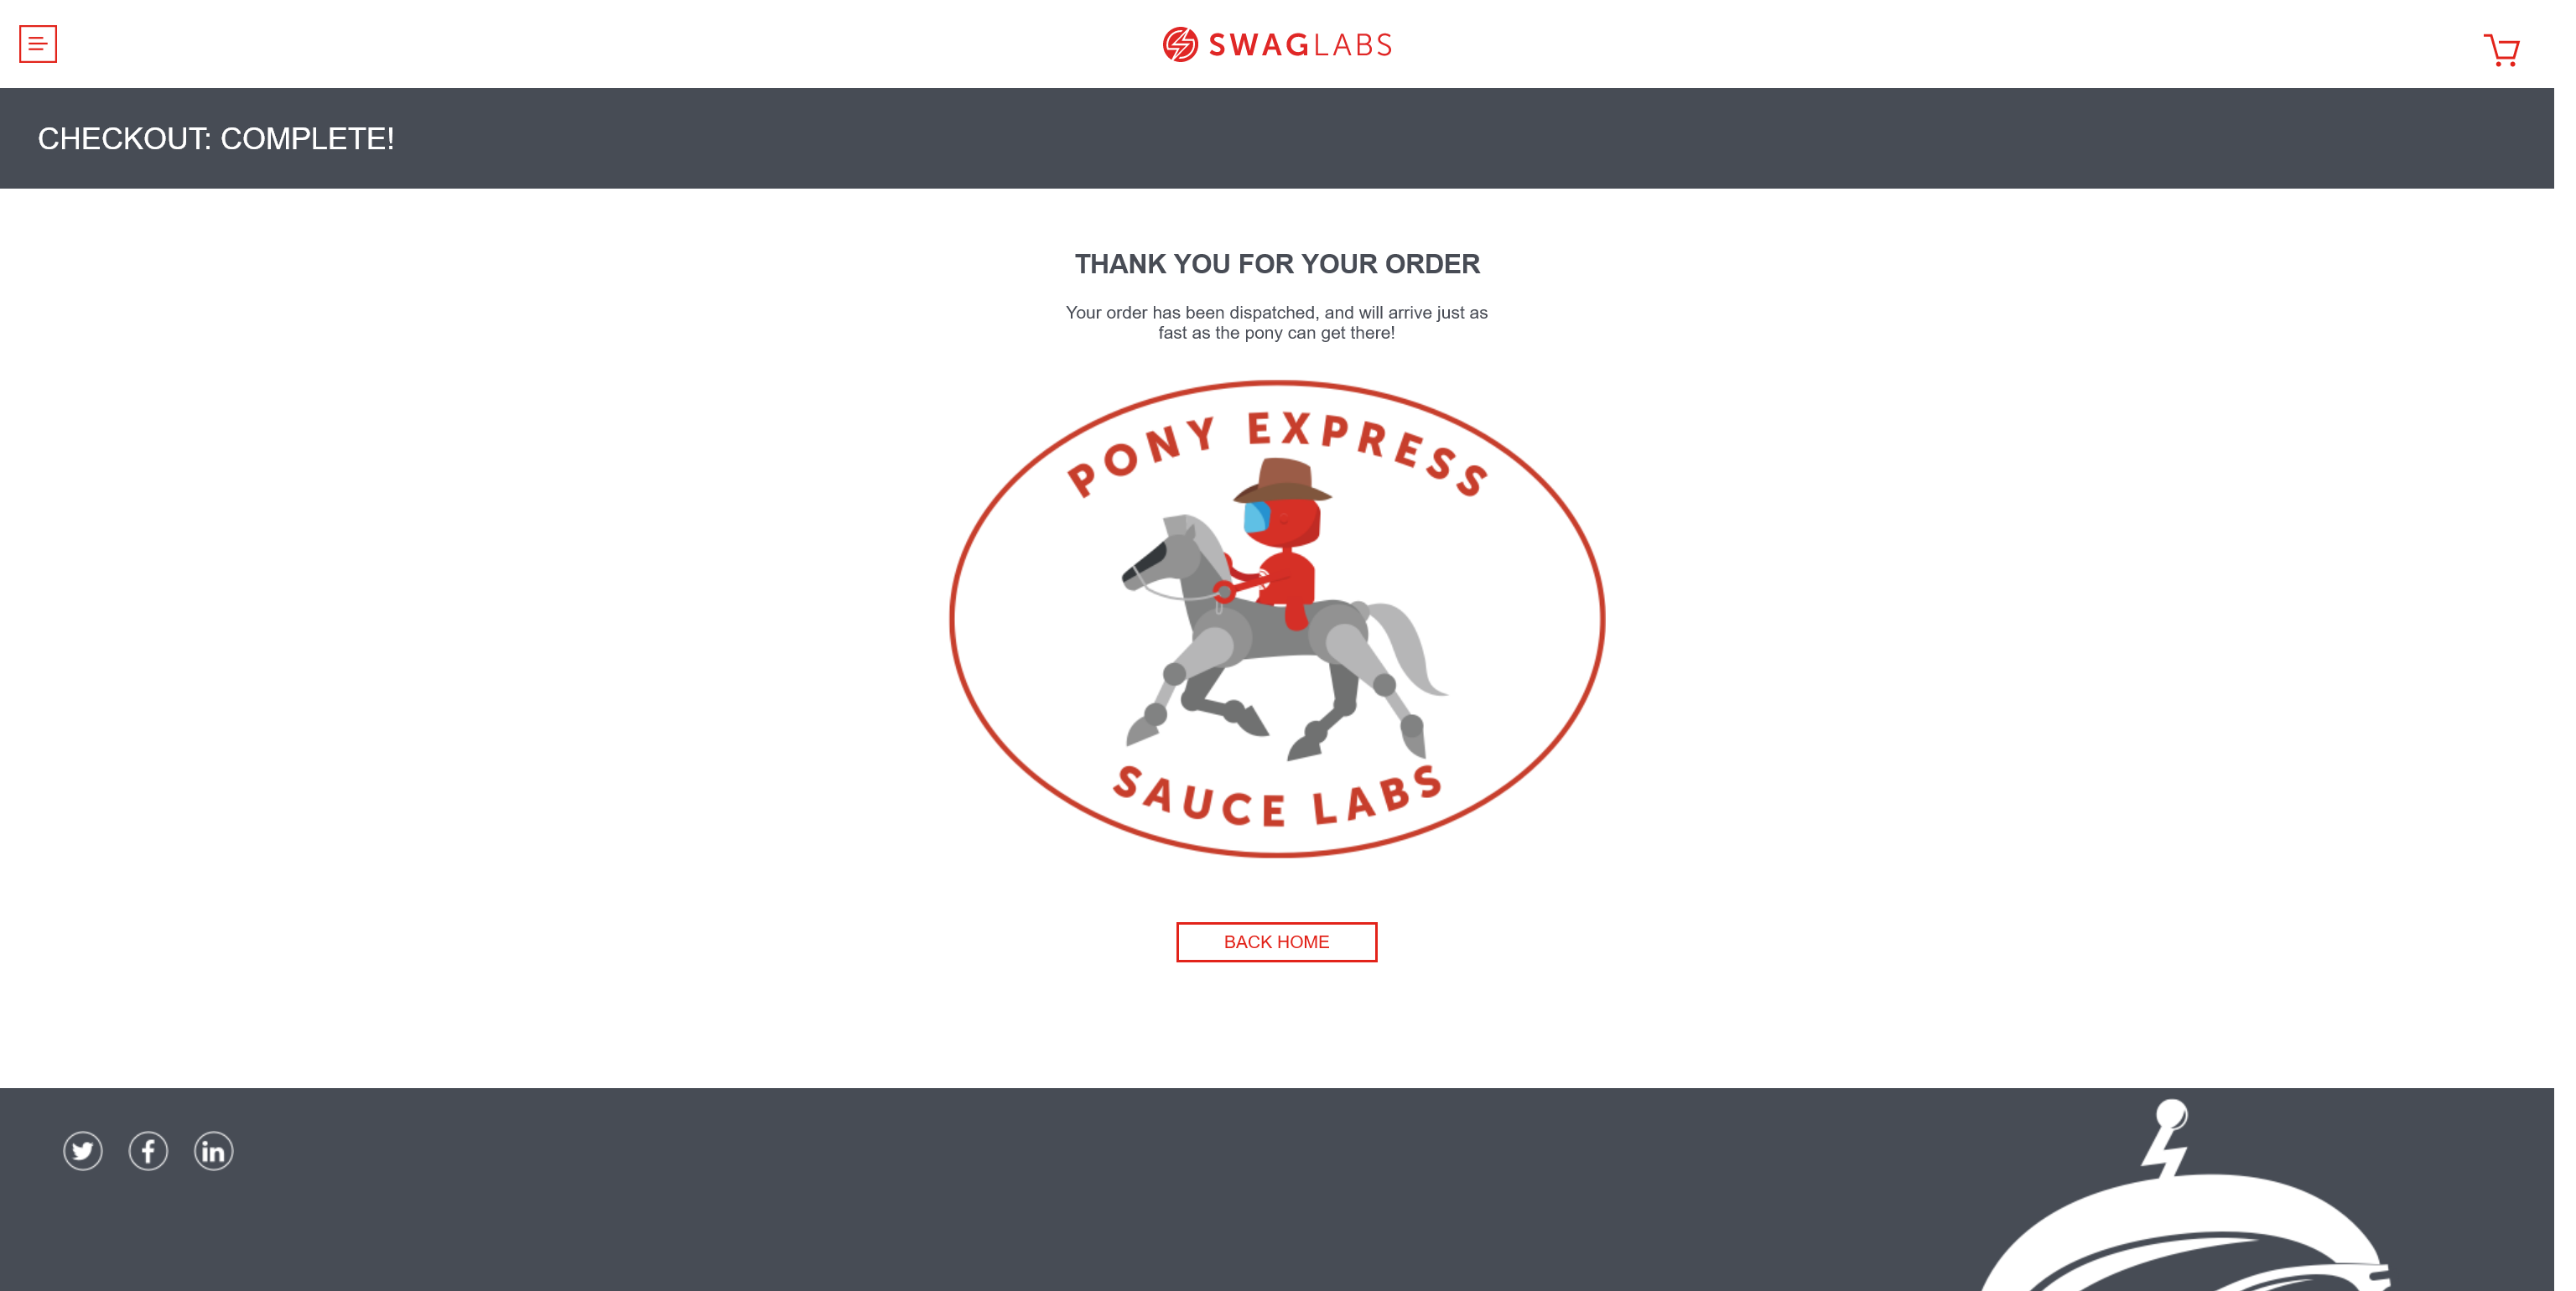 SWAGLABS
CHECKOUT: COMPLETE!
THANK YOU FOR YOUR ORDER
Your order has been dispatched, and will arrive just as
fast as the pony can get there!
PONY EXPRESS
SAUCE LABS
BACK HOME